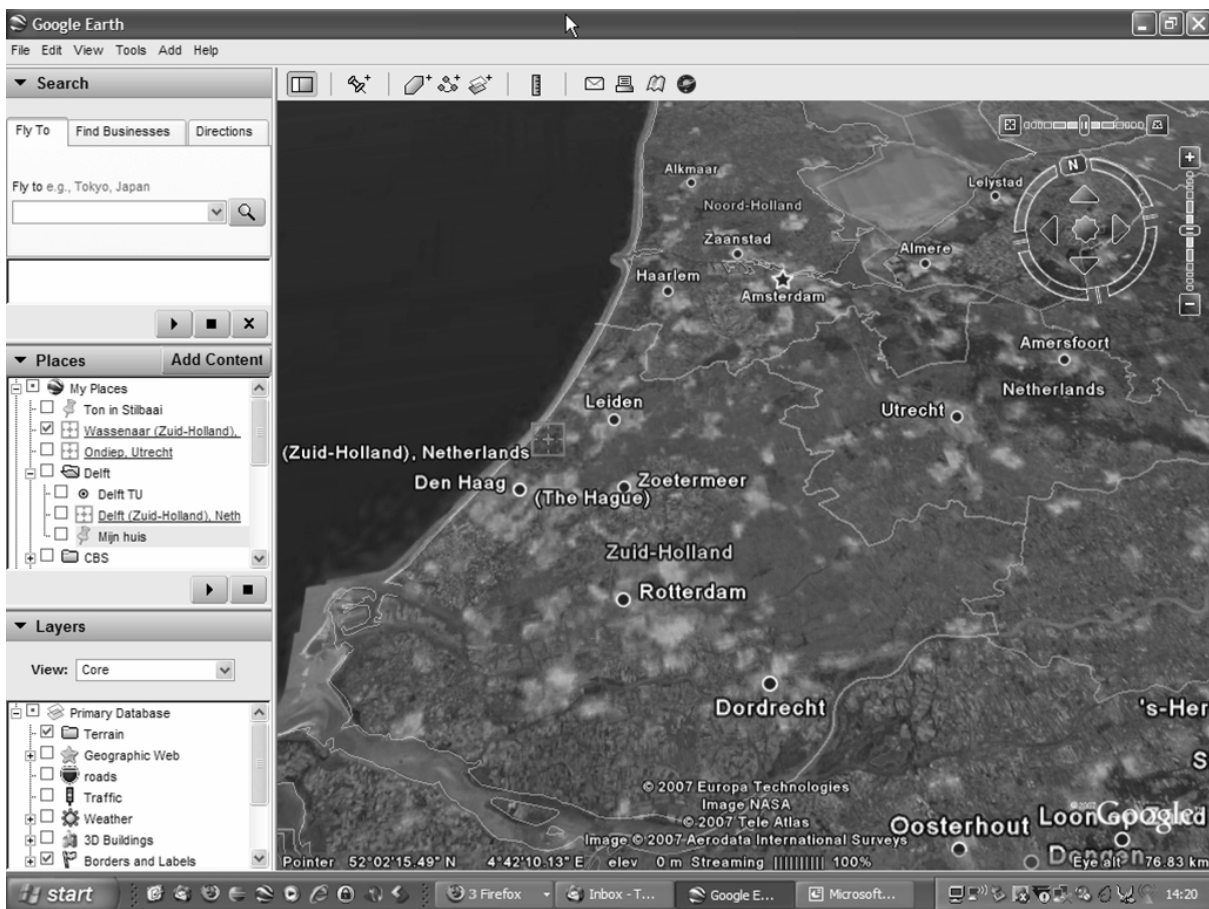 Google Earth
File Edit View Tools Add Help
Search
Fly To Find Businesses Directions
Fly to e.g., Tokyo, Japan
Places Add Content
My Places
Ton in Stilbaai
Wassenaar (Zuid-Holland),
Ondiep, Utrecht
Delft
Delft TU
Delft (Zuid-Holland), Neth
Mijn huis
CBS
Layers
View: Core
Primary Database
Terrain
Geographic Web
roads
Traffic
Weather
3D Buildings
Borders and Labels
N
Alkmaar
Lelystad
Noord-Holland
Zaanstad
Almere
Haarlem
Amsterdam
Amersfoort
Netherlands
Leiden
Utrecht
(Zuid-Holland), Netherlands
Den Haag
(The Hague)
Zoetermeer
Zuid-Holland
Rotterdam
Dordrecht
's-Her
S
© 2007 Europa Technologies
Image NASA
© 2007 Tele Atlas
Image © 2007 Aerodata International Surveys
Oosterhout
Loon
© 2007 Google
Dongen
Pointer 52°02'15.49" N 4°42'10.13" E elev 0 m Streaming |||||||||| 100% Eye alt 76.83 km
start 3 Firefox Inbox - T... Google E... Microsoft... 14:20